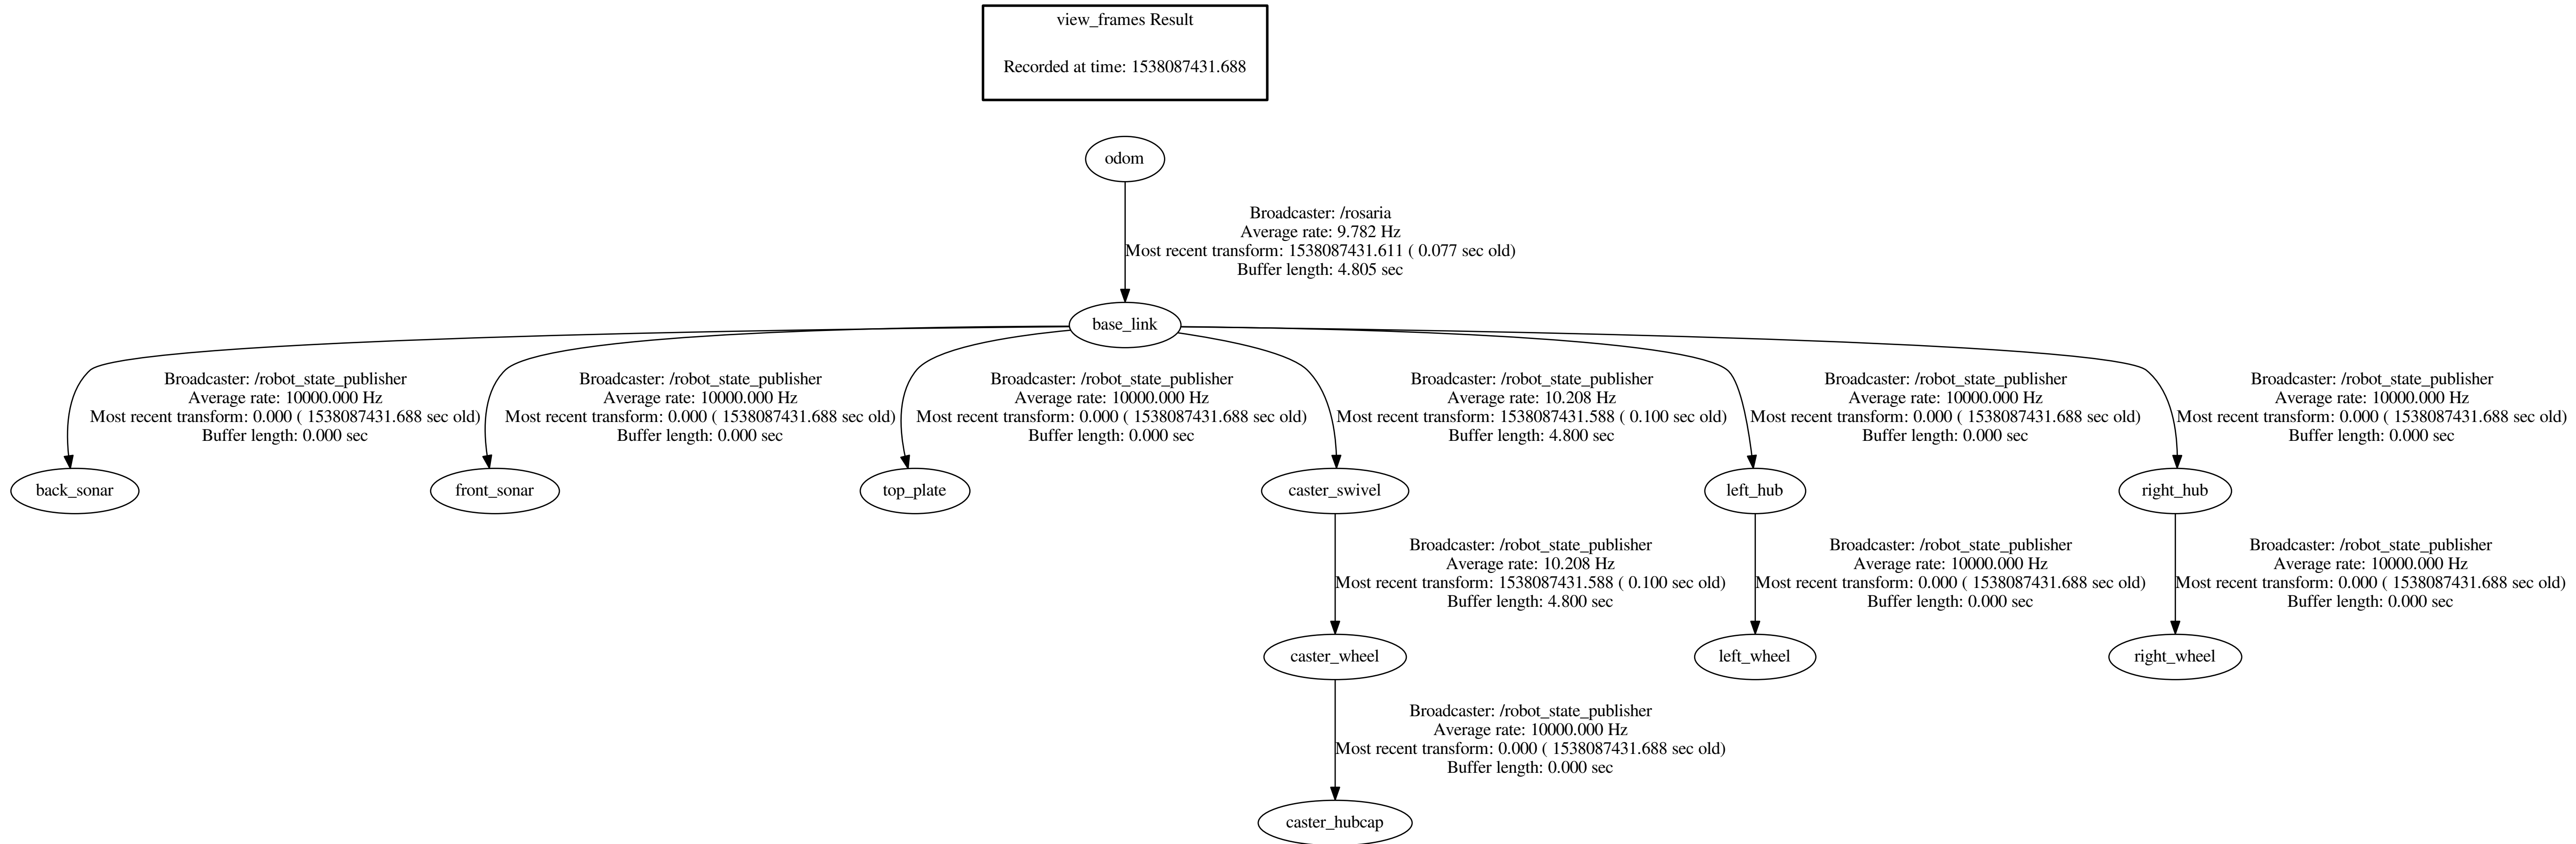 view_frames Result
Recorded at time: 1538087431.688
odom
Broadcaster: /rosaria
Average rate: 9.782 Hz
Most recent transform: 1538087431.611 ( 0.077 sec old)
Buffer length: 4.805 sec
base_link
Broadcaster: /robot_state_publisher
Average rate: 10000.000 Hz
Most recent transform: 0.000 ( 1538087431.688 sec old)
Buffer length: 0.000 sec
Broadcaster: /robot_state_publisher
Average rate: 10000.000 Hz
Most recent transform: 0.000 ( 1538087431.688 sec old)
Buffer length: 0.000 sec
Broadcaster: /robot_state_publisher
Average rate: 10000.000 Hz
Most recent transform: 0.000 ( 1538087431.688 sec old)
Buffer length: 0.000 sec
Broadcaster: /robot_state_publisher
Average rate: 10.208 Hz
Most recent transform: 1538087431.588 ( 0.100 sec old)
Buffer length: 4.800 sec
Broadcaster: /robot_state_publisher
Average rate: 10000.000 Hz
Most recent transform: 0.000 ( 1538087431.688 sec old)
Buffer length: 0.000 sec
Broadcaster: /robot_state_publisher
Average rate: 10000.000 Hz
Most recent transform: 0.000 ( 1538087431.688 sec old)
Buffer length: 0.000 sec
back_sonar
front_sonar
top_plate
caster_swivel
left_hub
right_hub
Broadcaster: /robot_state_publisher
Average rate: 10.208 Hz
Most recent transform: 1538087431.588 ( 0.100 sec old)
Buffer length: 4.800 sec
Broadcaster: /robot_state_publisher
Average rate: 10000.000 Hz
Most recent transform: 0.000 ( 1538087431.688 sec old)
Buffer length: 0.000 sec
Broadcaster: /robot_state_publisher
Average rate: 10000.000 Hz
Most recent transform: 0.000 ( 1538087431.688 sec old)
Buffer length: 0.000 sec
caster_wheel
left_wheel
right_wheel
Broadcaster: /robot_state_publisher
Average rate: 10000.000 Hz
Most recent transform: 0.000 ( 1538087431.688 sec old)
Buffer length: 0.000 sec
caster_hubcap